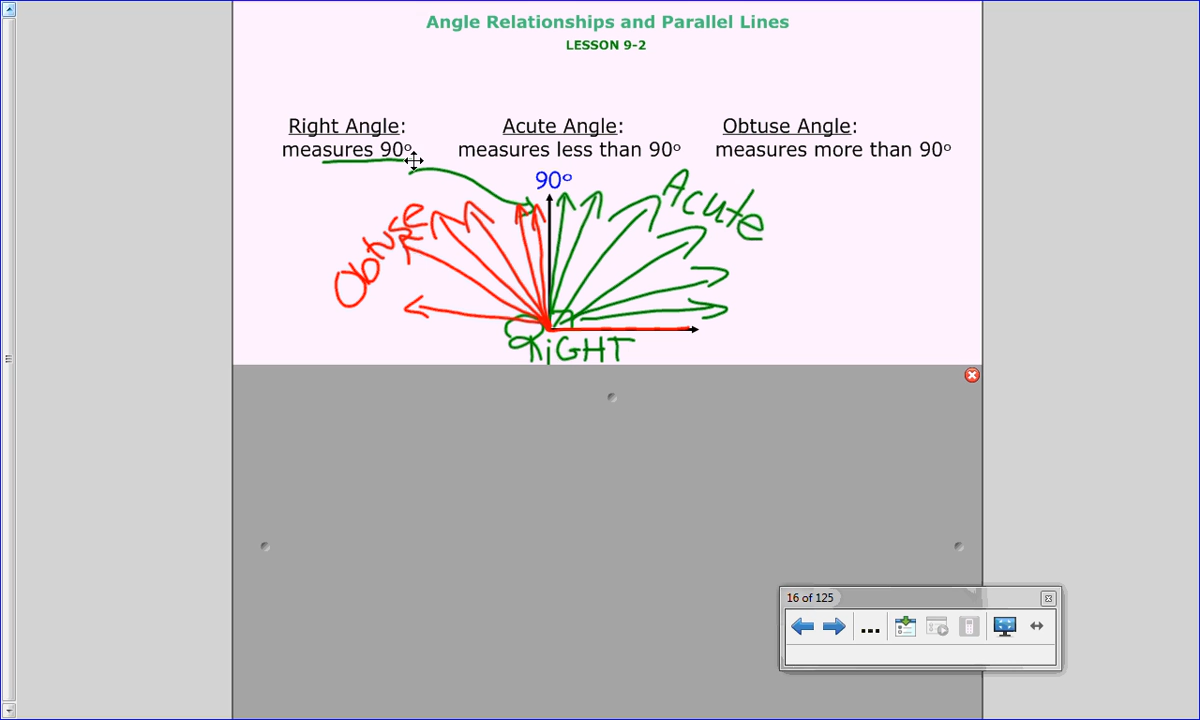 Angle Relationships and Parallel Lines
LESSON 9-2
Right Angle:
measures 90º
Acute Angle:
measures less than 90º
Obtuse Angle:
measures more than 90º
90º
Obtuse
Acute
RiGHT
16 of 125